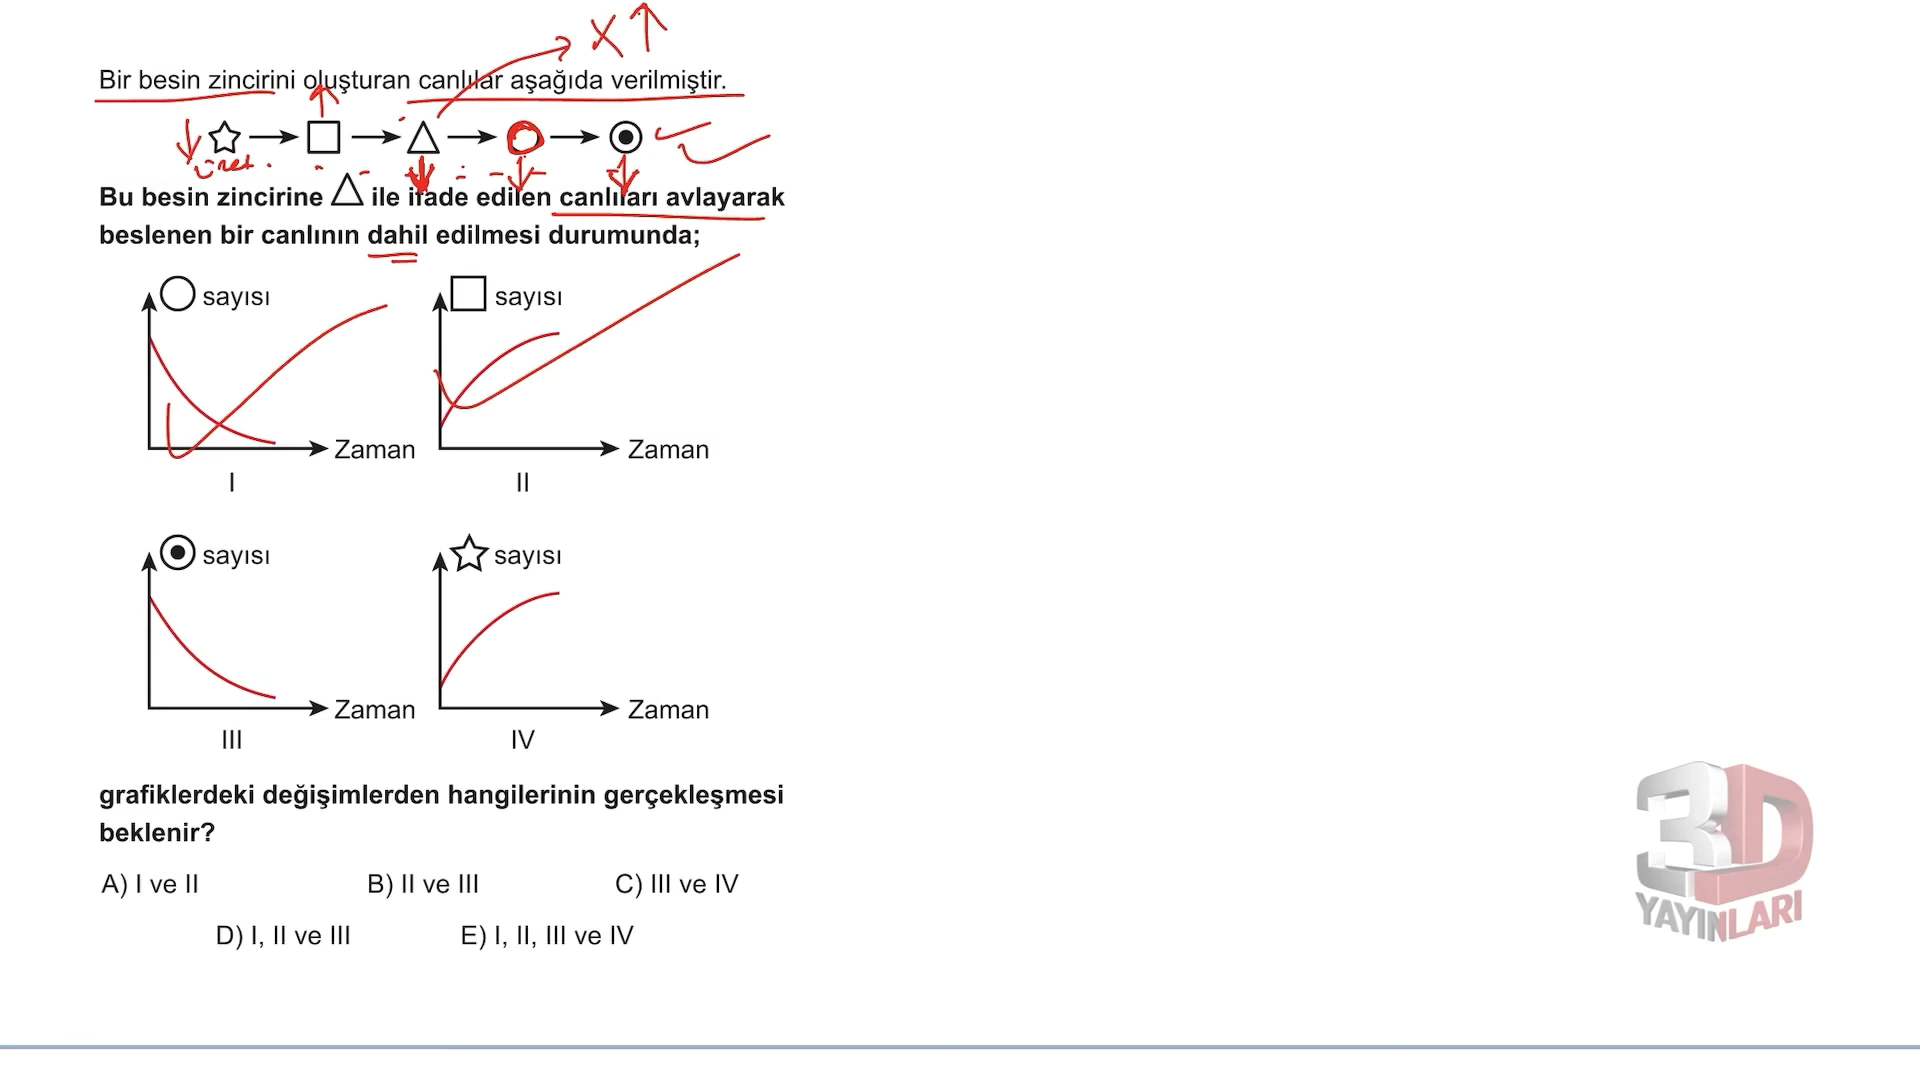 X
Bir besin zincirini oluşturan canlılar aşağıda verilmiştir.
üret.
Bu besin zincirine ile ifade edilen canlıları avlayarak
beslenen bir canlının dahil edilmesi durumunda;
sayısı sayısı
Zaman Zaman
I II
sayısı sayısı
Zaman Zaman
III IV
grafiklerdeki değişimlerden hangilerinin gerçekleşmesi
beklenir?
A) I ve II B) II ve III C) III ve IV
D) I, II ve III E) I, II, III ve IV
3D
YAYINLARI